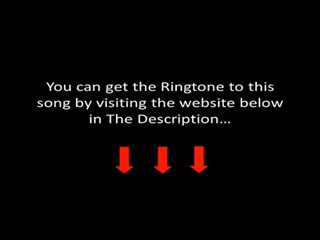 You can get the Ringtone to this
song by visiting the website below
in The Description...